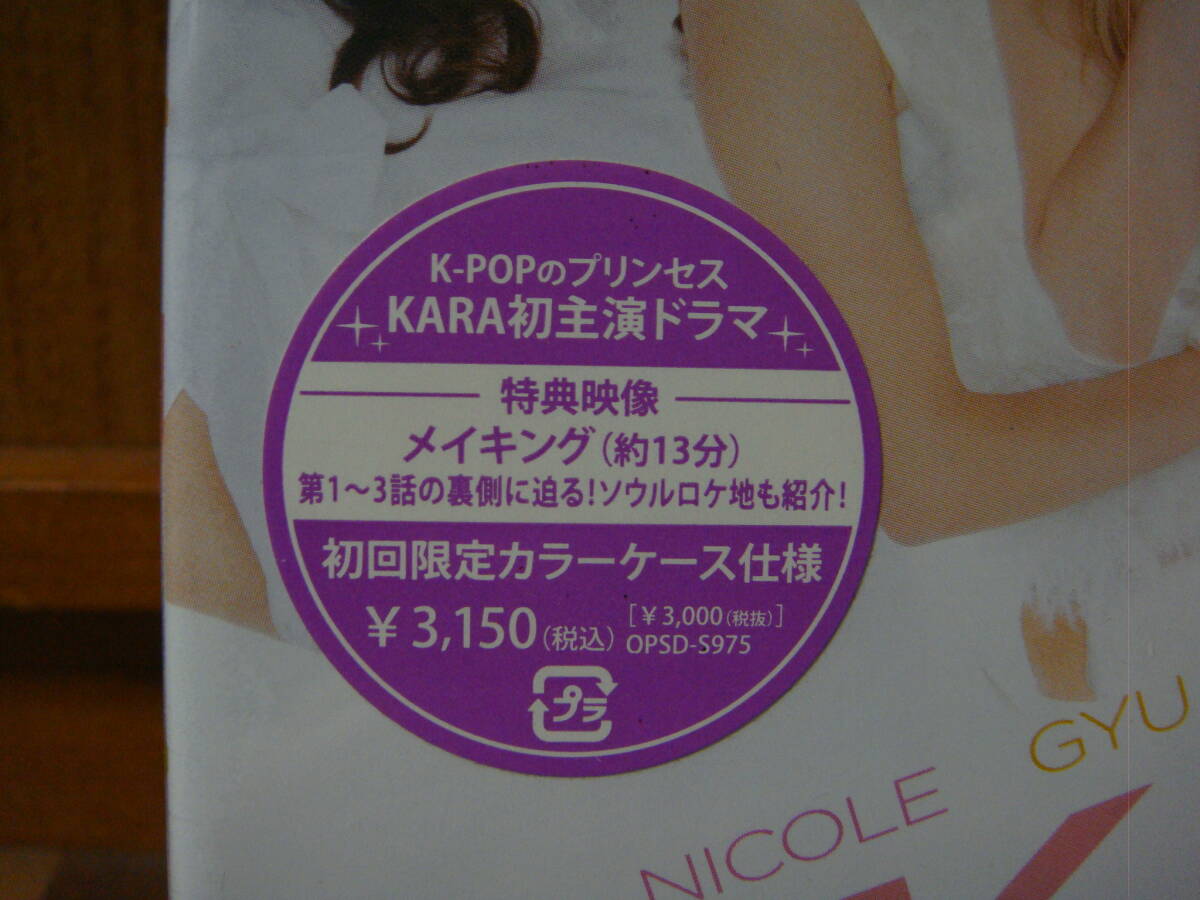 K-POPのプリンセス
KARA初主演ドラマ
特典映像
メイキング(約13分)
第1〜3話の裏側に迫る!ソウルロケ地も紹介!
初回限定カラーケース仕様
¥3,150(税込) [¥3,000(税抜)]
OPSD-S975
プラ
NICOLE GYU
K